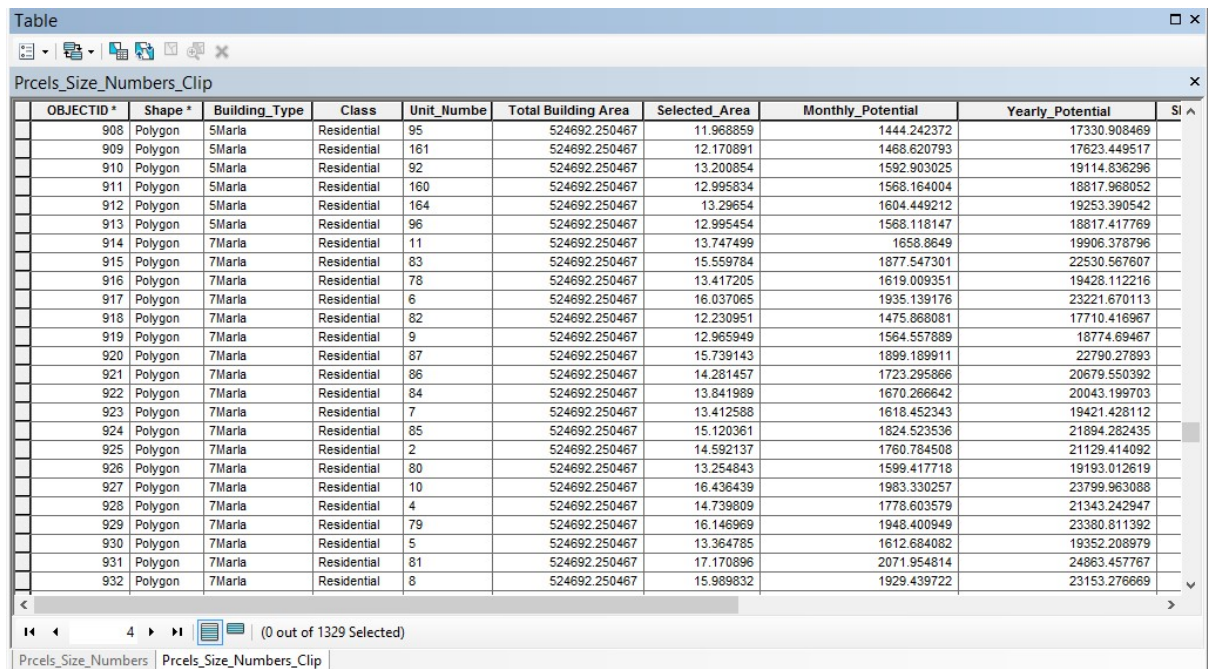 Table
Prcels_Size_Numbers_Clip
OBJECTID * Shape * Building_Type Class Unit_Numbe Total Building Area Selected_Area Monthly_Potential Yearly_Potential
908 Polygon 5Marla Residential 95 524692.250467 11.968859 1444.242372 17330.908469
909 Polygon 5Marla Residential 161 524692.250467 12.170891 1468.620793 17623.449517
910 Polygon 5Marla Residential 92 524692.250467 13.200854 1592.903025 19114.836296
911 Polygon 5Marla Residential 160 524692.250467 12.995834 1568.164004 18817.968052
912 Polygon 5Marla Residential 164 524692.250467 13.29654 1604.449212 19253.390542
913 Polygon 5Marla Residential 96 524692.250467 12.995454 1568.118147 18817.417769
914 Polygon 7Marla Residential 11 524692.250467 13.747499 1658.8649 19906.378796
915 Polygon 7Marla Residential 83 524692.250467 15.559784 1877.547301 22530.567607
916 Polygon 7Marla Residential 78 524692.250467 13.417205 1619.009351 19428.112216
917 Polygon 7Marla Residential 6 524692.250467 16.037065 1935.139176 23221.670113
918 Polygon 7Marla Residential 82 524692.250467 12.230951 1475.868081 17710.416967
919 Polygon 7Marla Residential 9 524692.250467 12.965949 1564.557889 18774.69467
920 Polygon 7Marla Residential 87 524692.250467 15.739143 1899.189911 22790.27893
921 Polygon 7Marla Residential 86 524692.250467 14.281457 1723.295866 20679.550392
922 Polygon 7Marla Residential 84 524692.250467 13.841989 1670.266642 20043.199703
923 Polygon 7Marla Residential 7 524692.250467 13.412588 1618.452343 19421.428112
924 Polygon 7Marla Residential 85 524692.250467 15.120361 1824.523536 21894.282435
925 Polygon 7Marla Residential 2 524692.250467 14.592137 1760.784508 21129.414092
926 Polygon 7Marla Residential 80 524692.250467 13.254843 1599.417718 19193.012619
927 Polygon 7Marla Residential 10 524692.250467 16.436439 1983.330257 23799.963088
928 Polygon 7Marla Residential 4 524692.250467 14.739809 1778.603579 21343.242947
929 Polygon 7Marla Residential 79 524692.250467 16.146969 1948.400949 23380.811392
930 Polygon 7Marla Residential 5 524692.250467 13.364785 1612.684082 19352.208979
931 Polygon 7Marla Residential 81 524692.250467 17.170896 2071.954814 24863.457767
932 Polygon 7Marla Residential 8 524692.250467 15.989832 1929.439722 23153.276669
4 (0 out of 1329 Selected)
Prcels_Size_Numbers Prcels_Size_Numbers_Clip